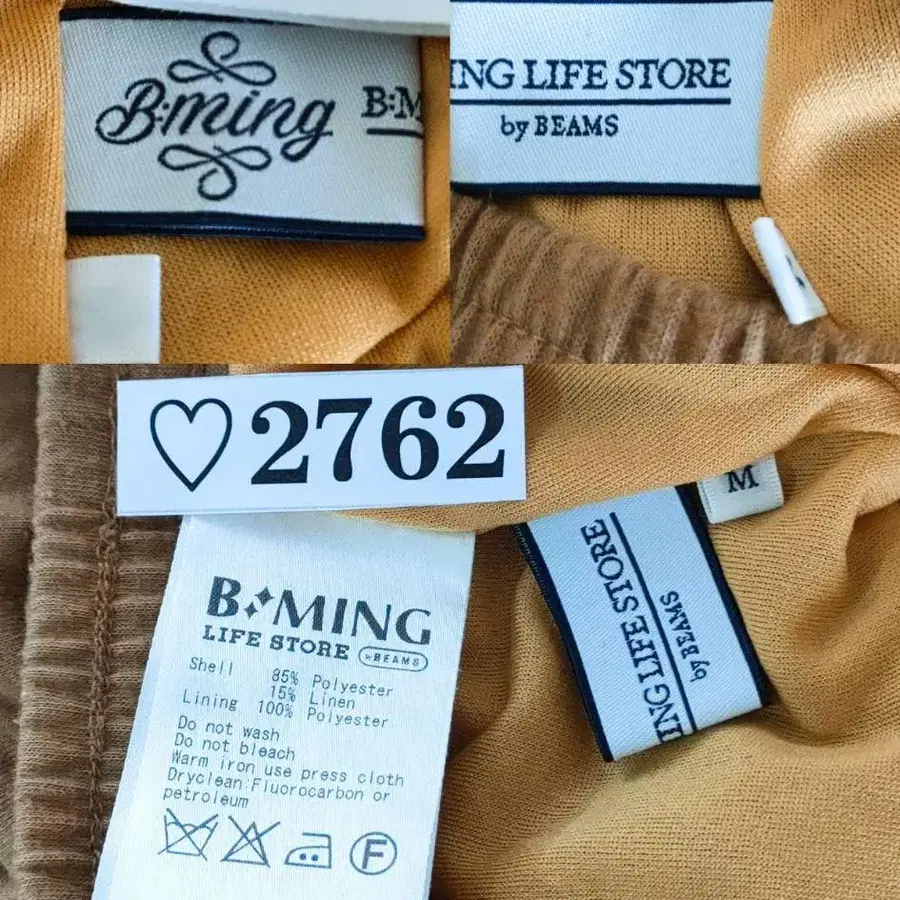 B:ming
B:M
ING LIFE STORE
by BEAMS
♡2762
M
ING LIFE STORE
by BEAMS
B:MING
LIFE STORE by BEAMS
Shell 85% Polyester
15% Linen
Lining 100% Polyester
Do not wash
Do not bleach
Warm iron use press cloth
Dryclean:Fluorocarbon or
petroleum
F